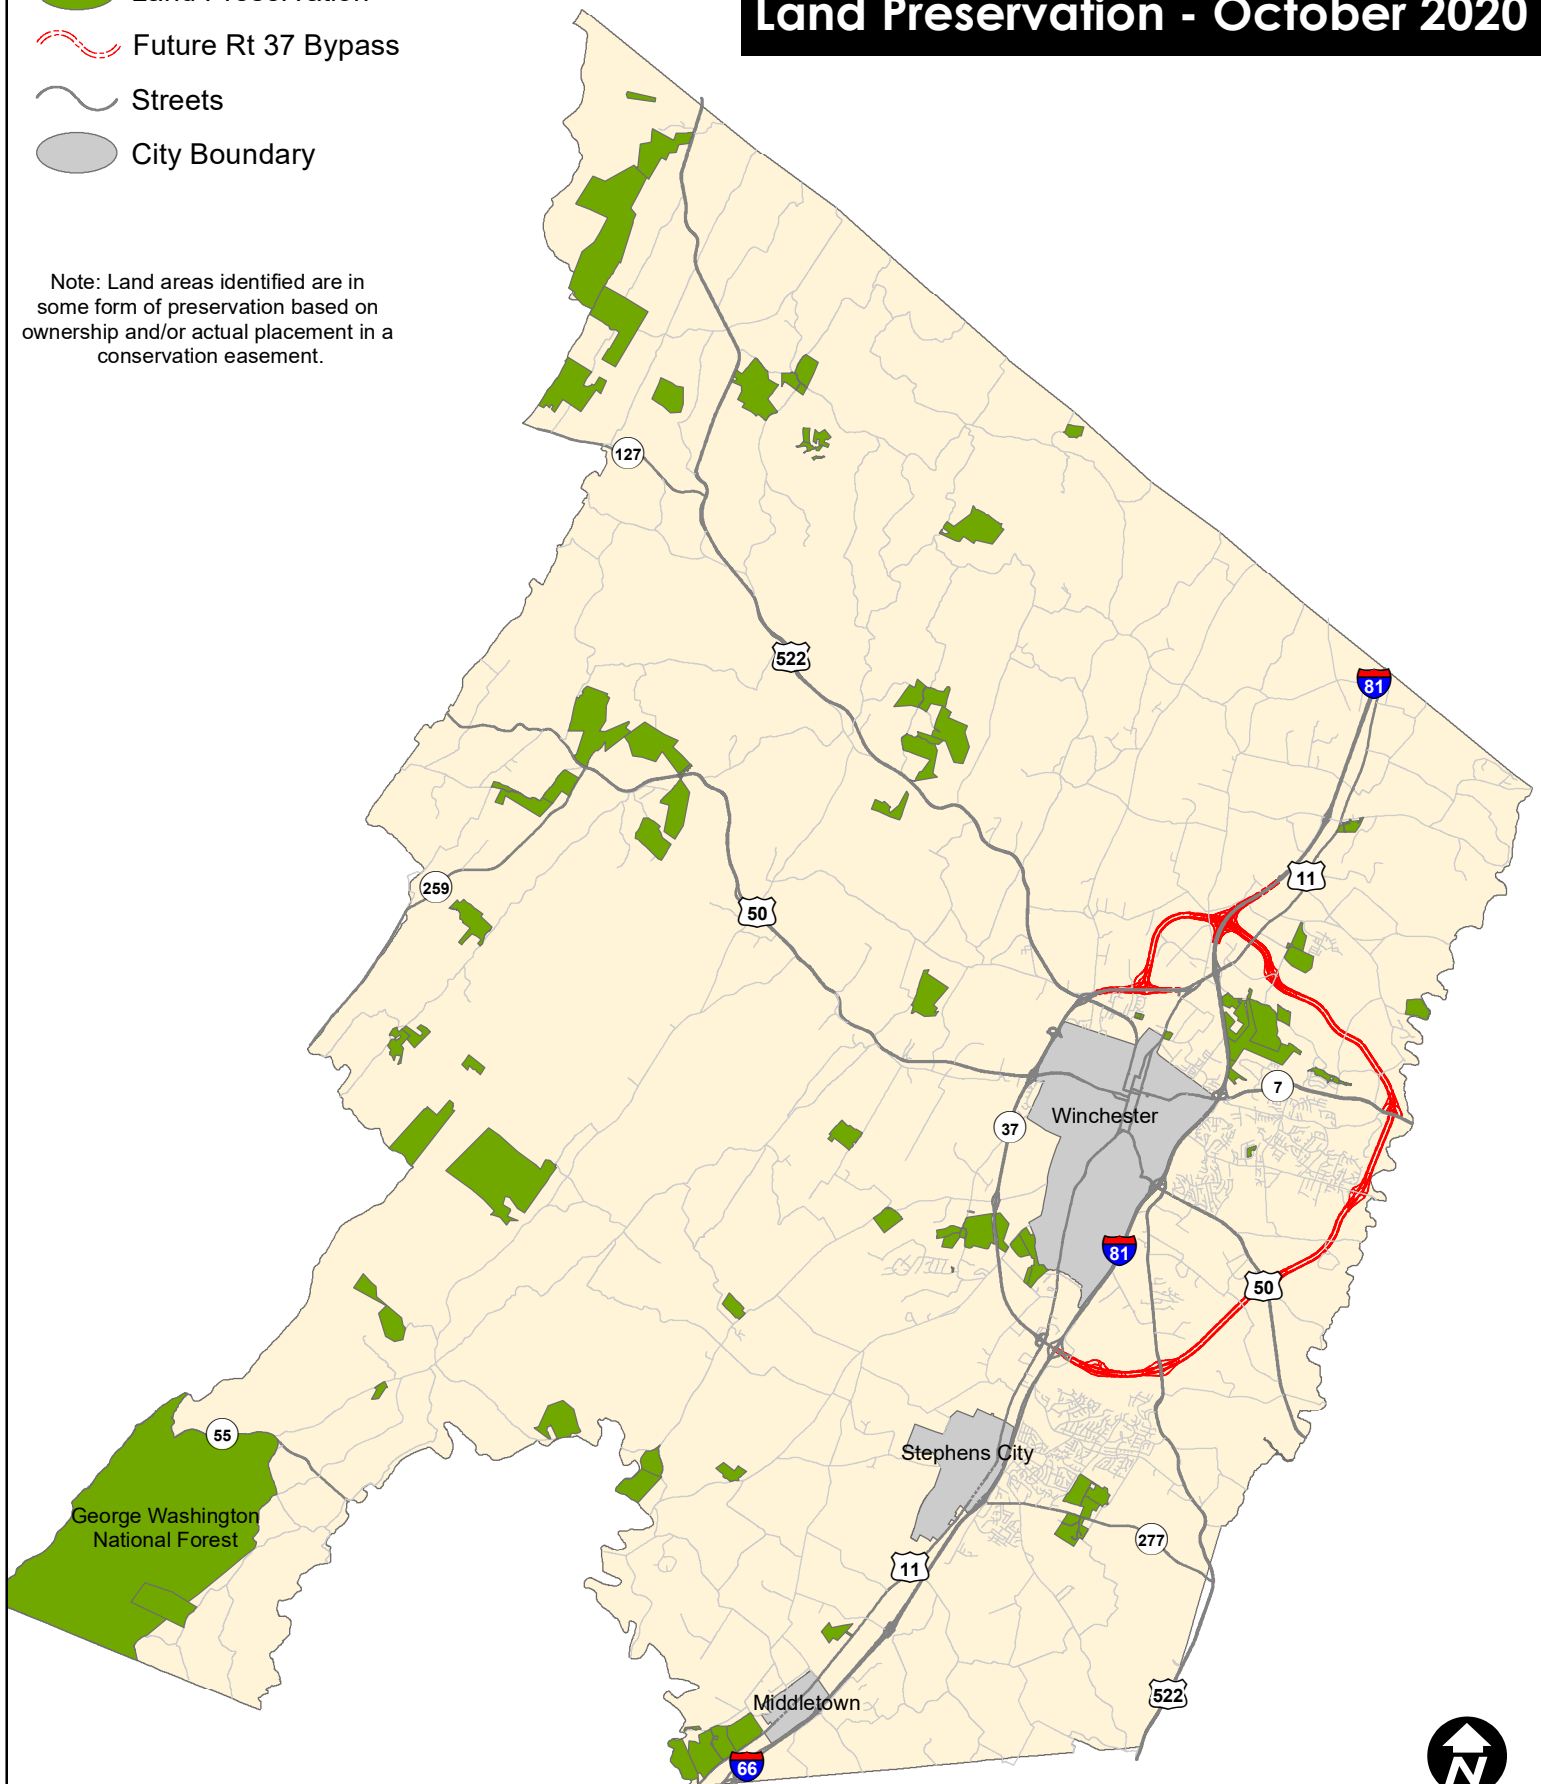 Land Preservation - October 2020
Land Preservation
Future Rt 37 Bypass
Streets
City Boundary
Note: Land areas identified are in
some form of preservation based on
ownership and/or actual placement in a
conservation easement.
127
522
81
11
259
50
7
37
Winchester
81
50
55
Stephens City
George Washington
National Forest
277
11
522
Middletown
66
N